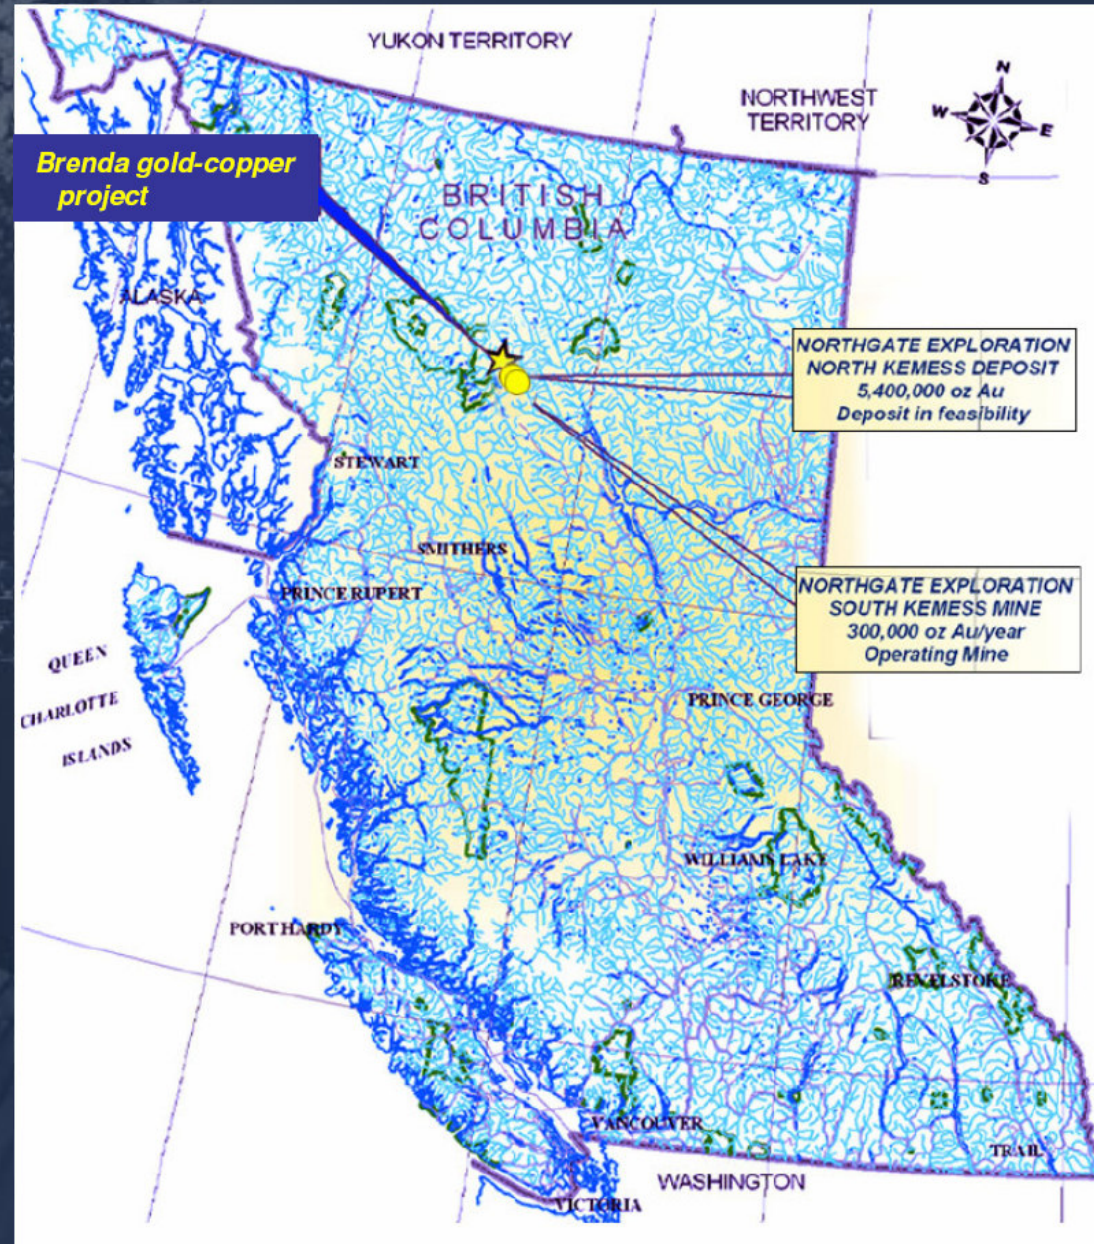 YUKON TERRITORY
NORTHWEST
TERRITORY
N
W
E
S
Brenda gold-copper
project
BRITISH
COLUMBIA
ALASKA
NORTHGATE EXPLORATION
NORTH KEMESS DEPOSIT
5,400,000 oz Au
Deposit in feasibility
STEWART
SMITHERS
PRINCE RUPERT
NORTHGATE EXPLORATION
SOUTH KEMESS MINE
300,000 oz Au/year
Operating Mine
QUEEN
CHARLOTTE
ISLANDS
PRINCE GEORGE
WILLIAMS LAKE
PORT HARDY
REVELSTOKE
VANCOUVER
TRAIL
WASHINGTON
VICTORIA